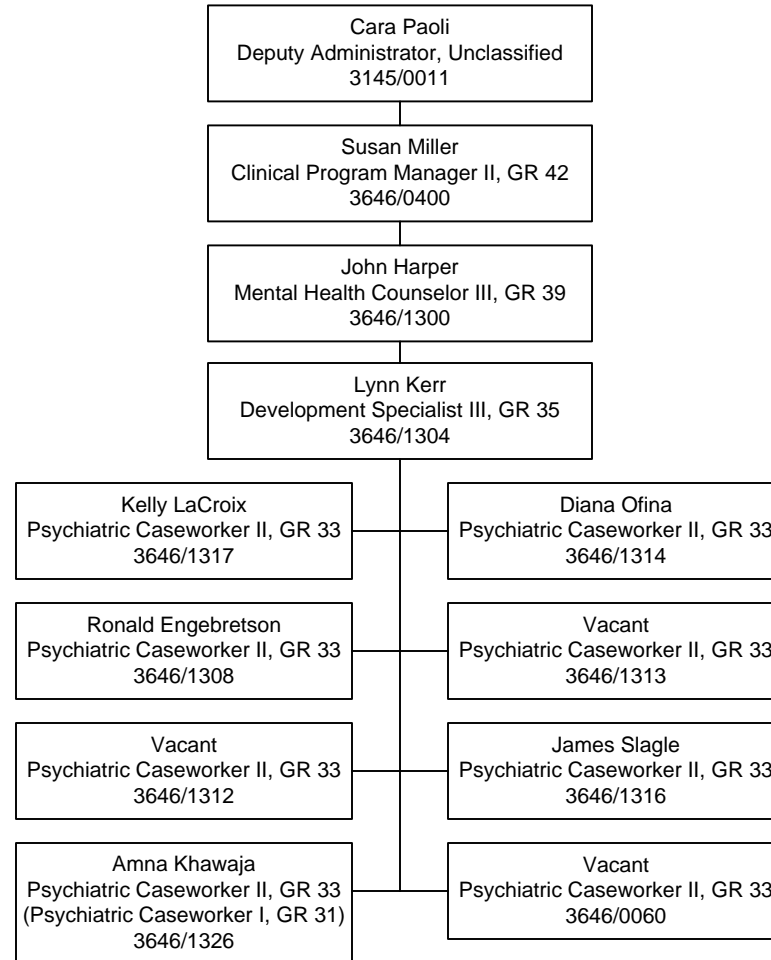 Cara Paoli
Deputy Administrator, Unclassified
3145/0011
Susan Miller
Clinical Program Manager II, GR 42
3646/0400
John Harper
Mental Health Counselor III, GR 39
3646/1300
Lynn Kerr
Development Specialist III, GR 35
3646/1304
Kelly LaCroix
Psychiatric Caseworker II, GR 33
3646/1317
Diana Ofina
Psychiatric Caseworker II, GR 33
3646/1314
Ronald Engebretson
Psychiatric Caseworker II, GR 33
3646/1308
Vacant
Psychiatric Caseworker II, GR 33
3646/1313
Vacant
Psychiatric Caseworker II, GR 33
3646/1312
James Slagle
Psychiatric Caseworker II, GR 33
3646/1316
Amna Khawaja
Psychiatric Caseworker II, GR 33
(Psychiatric Caseworker I, GR 31)
3646/1326
Vacant
Psychiatric Caseworker II, GR 33
3646/0060